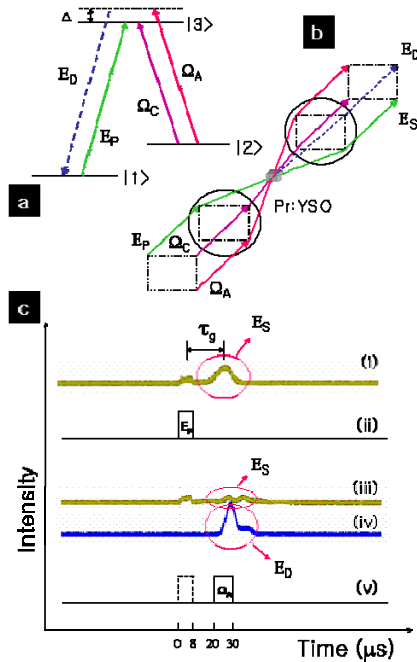 Δ
|3>
b
E_D
Ω_A
Ω_C
E_P
|2>
|1>
a
E_D
E_S
Pr:YSO
E_P
Ω_C
Ω_A
c
τ_g
E_S
(i)
E_P
(ii)
E_S
(iii)
(iv)
E_D
Ω_A
(v)
Intensity
0 8 20 30
Time (μs)